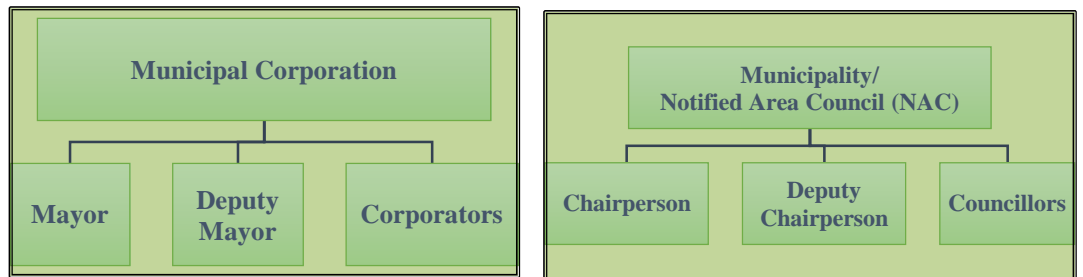 Municipal Corporation
Mayor
Deputy
Mayor
Corporators
Municipality/
Notified Area Council (NAC)
Chairperson
Deputy
Chairperson
Councillors